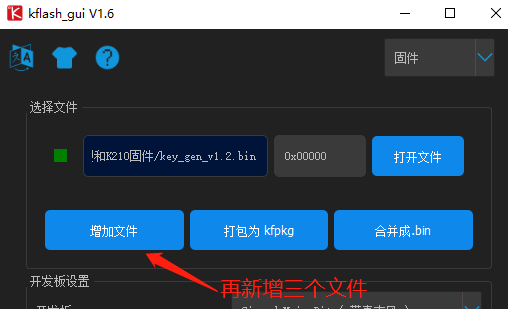 kflash_gui V1.6
固件
选择文件
和K210固件/key_gen_v1.2.bin
0x00000
打开文件
增加文件
打包为 kfpkg
合并成.bin
再新增三个文件
开发板设置